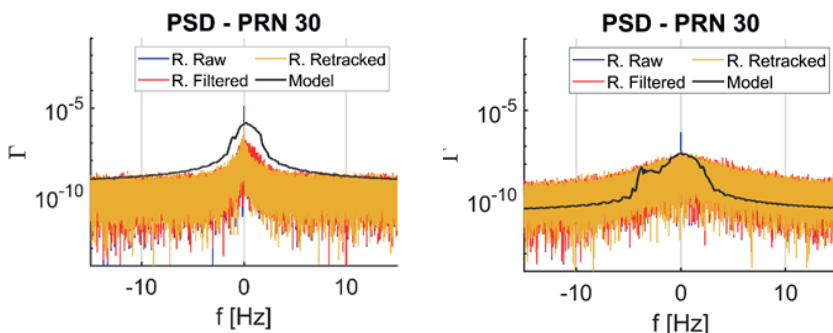 PSD - PRN 30
R. Raw
R. Retracked
R. Filtered
Model
10^-5
10^-10
Γ
-10
0
10
f [Hz]
PSD - PRN 30
R. Raw
R. Retracked
R. Filtered
Model
10^-5
10^-10
-10
0
10
f [Hz]